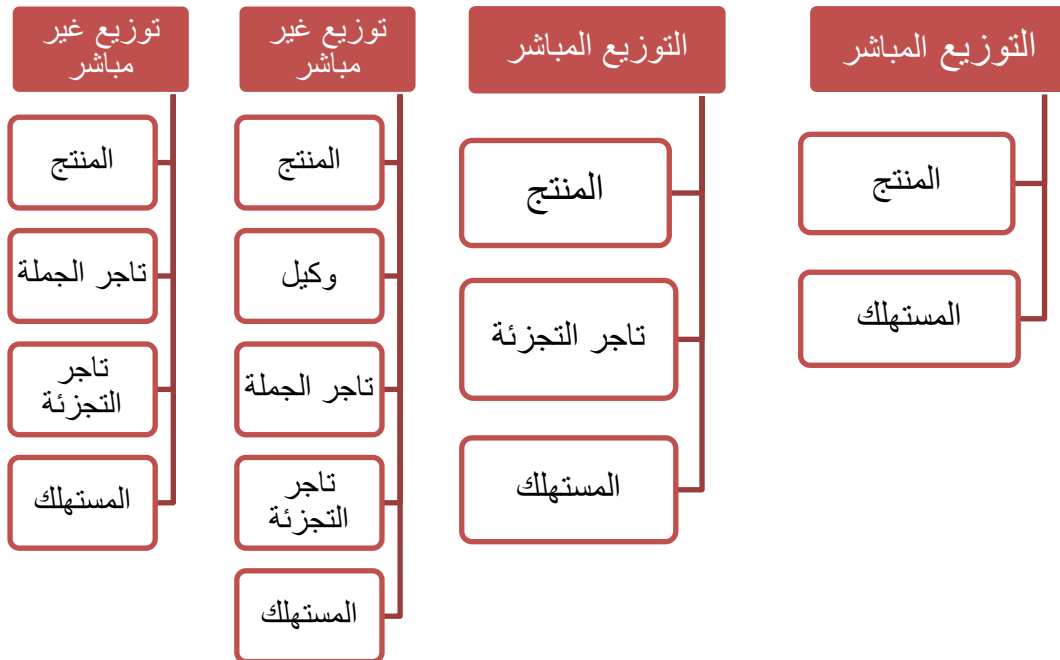 التوزيع المباشر
المنتج
المستهلك
التوزيع المباشر
المنتج
تاجر التجزئة
المستهلك
توزيع غير
مباشر
المنتج
وكيل
تاجر الجملة
تاجر
التجزئة
المستهلك
توزيع غير
مباشر
المنتج
تاجر الجملة
تاجر
التجزئة
المستهلك